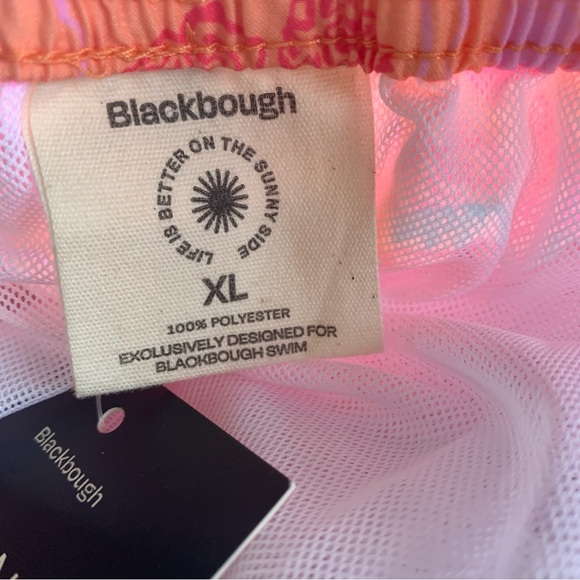 Blackbough
LIFE IS BETTER ON THE SUNNY SIDE
XL
100% POLYESTER
EXCLUSIVELY DESIGNED FOR
BLACKBOUGH SWIM
Blackbough